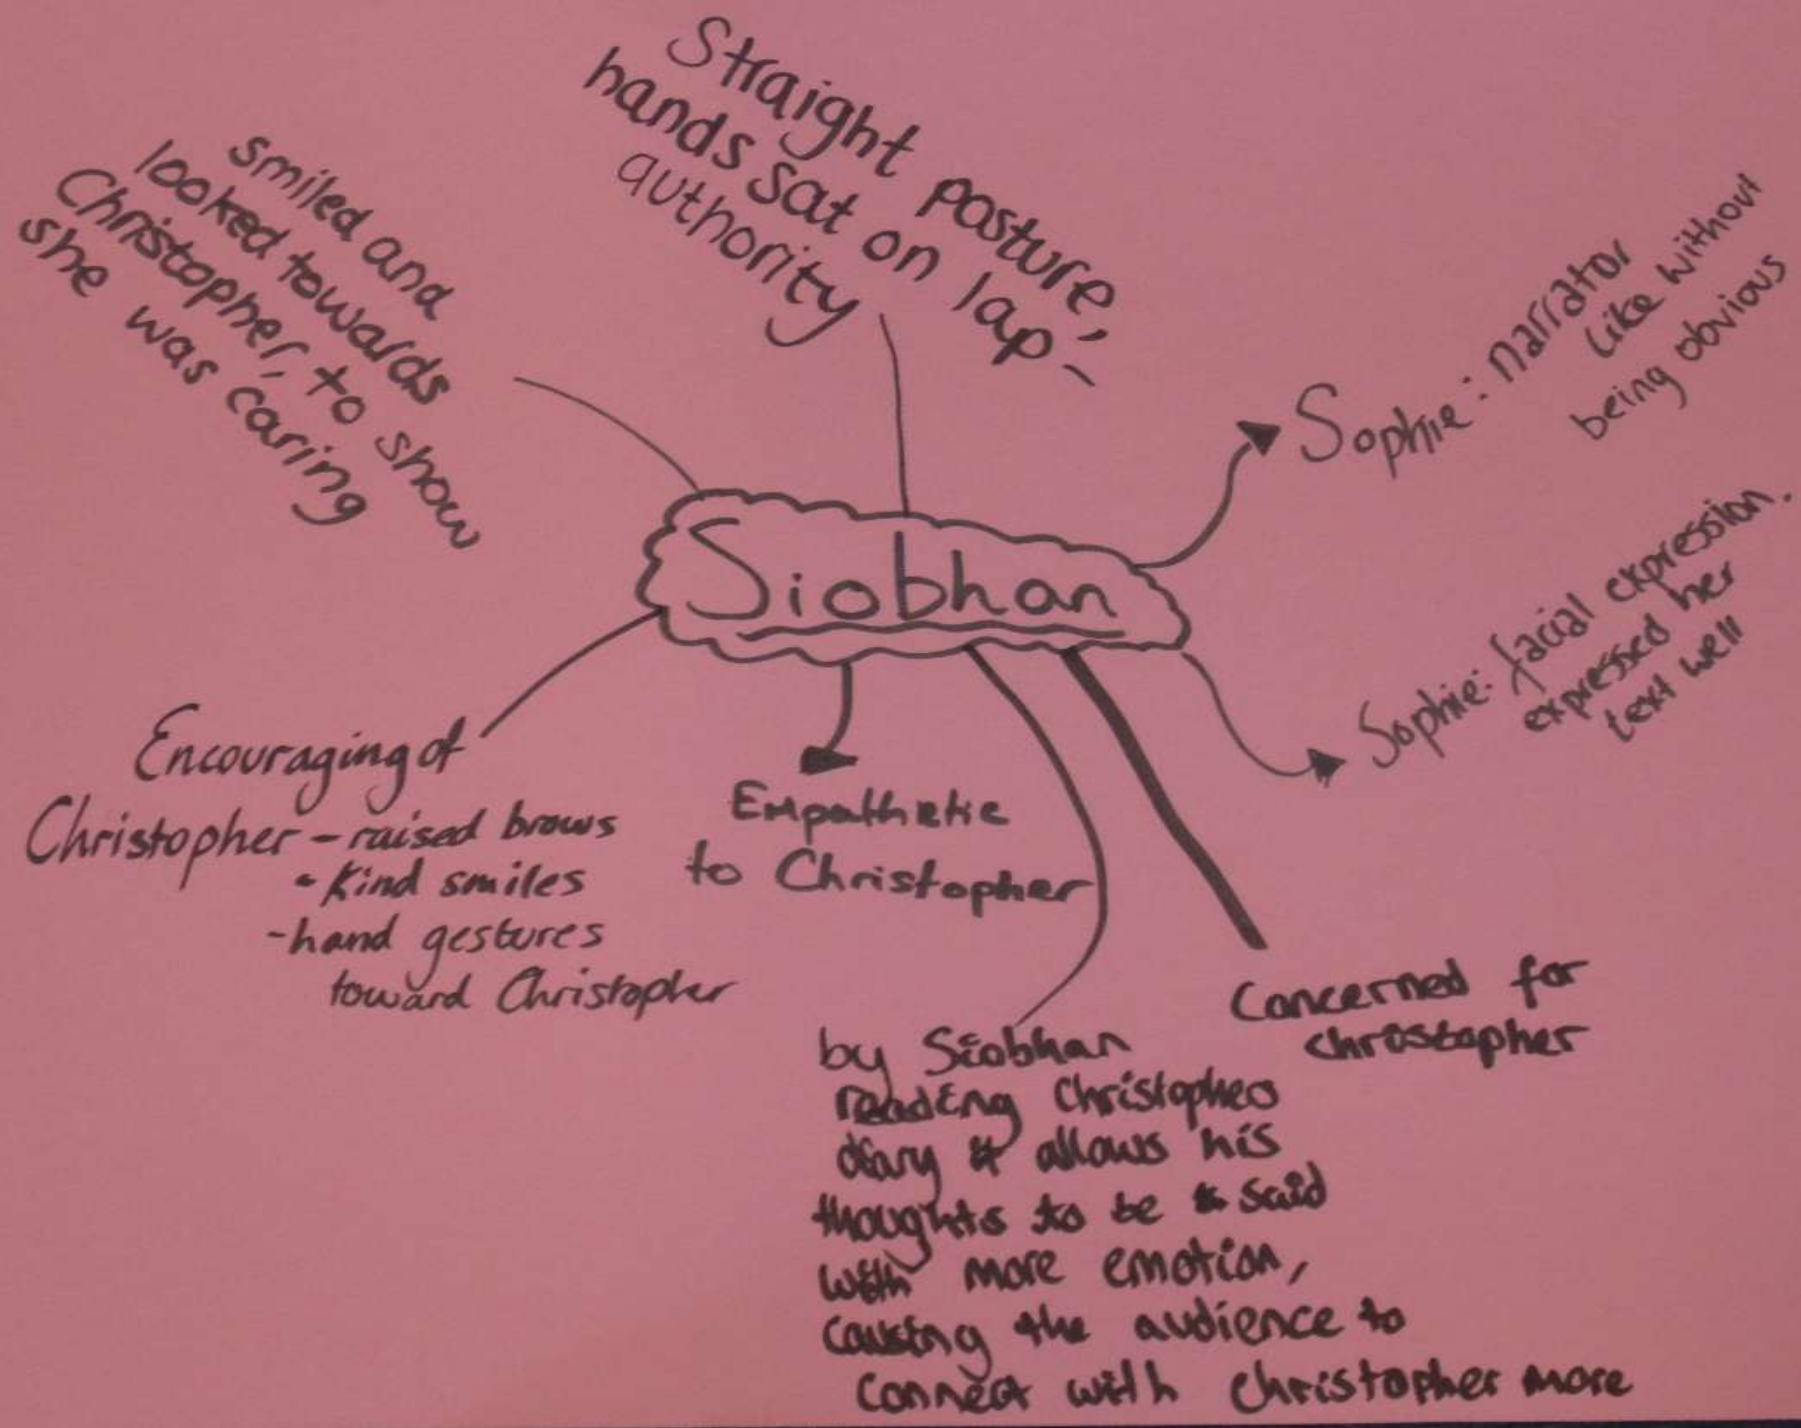 Straight posture,
hands sat on lap -
authority
smiled and
looked towards
Christopher, to show
she was caring
Sophie: narrator
like without
being obvious
Siobhan
Sophie: facial expression.
expressed her
text well
Encouraging of
Christopher - raised brows
- Kind smiles
- hand gestures
toward Christopher
Empathetic
to Christopher
Concerned for
christopher
by Siobhan
reading Christophers
diary it allows his
thoughts to be said
with more emotion,
causing the audience to
connect with Christopher more